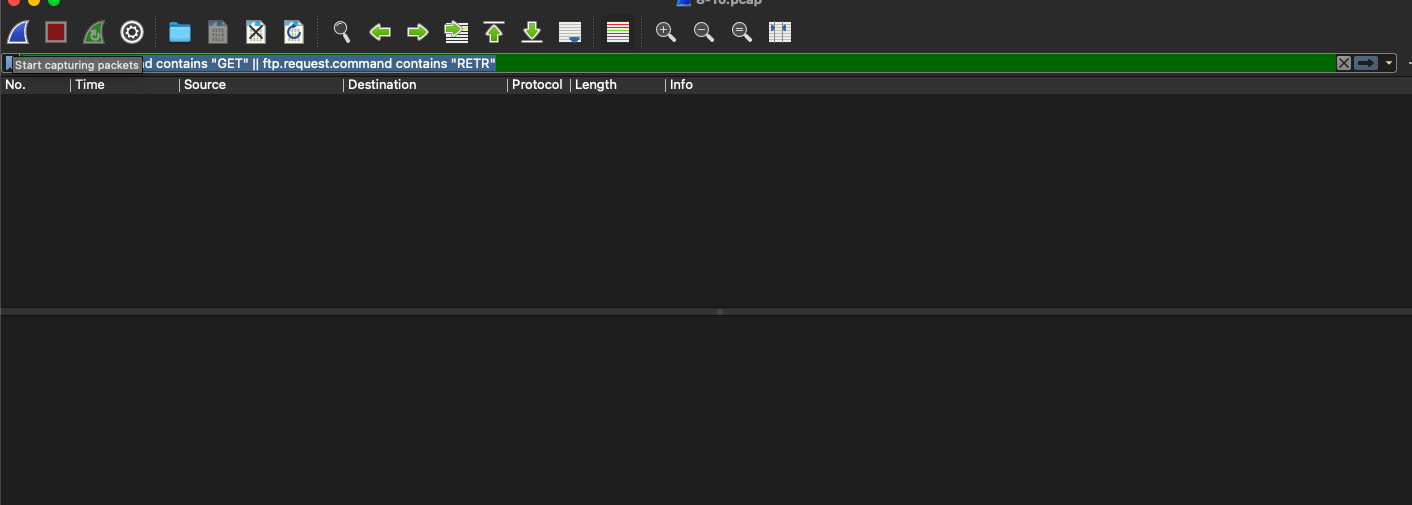 8-10.pcap
Start capturing packets d contains "GET" || ftp.request.command contains "RETR"
No. Time Source Destination Protocol Length Info